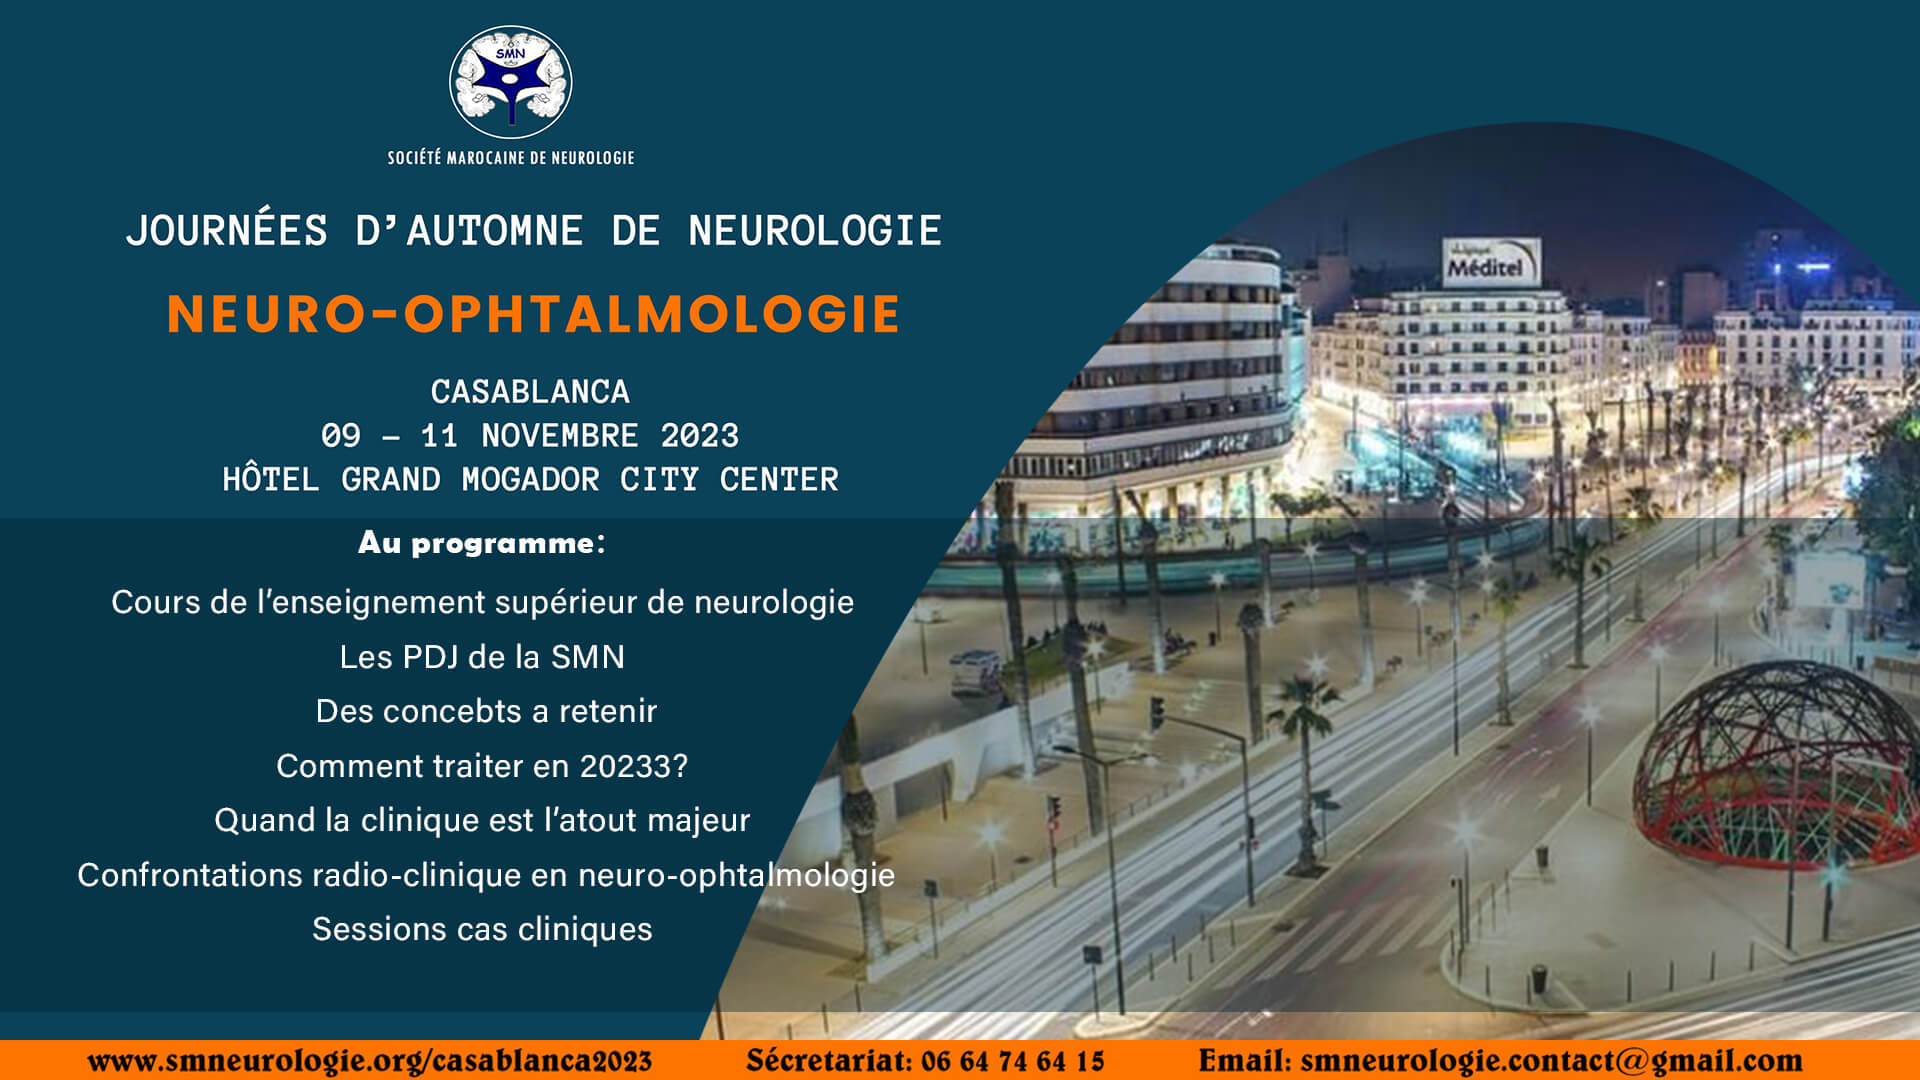 SMN
SOCIÉTÉ MAROCAINE DE NEUROLOGIE
JOURNÉES D'AUTOMNE DE NEUROLOGIE
NEURO-OPHTALMOLOGIE
CASABLANCA
09 – 11 NOVEMBRE 2023
HÔTEL GRAND MOGADOR CITY CENTER
Méditel
Au programme:
Cours de l'enseignement supérieur de neurologie
Les PDJ de la SMN
Des concebts a retenir
Comment traiter en 20233?
Quand la clinique est l'atout majeur
Confrontations radio-clinique en neuro-ophtalmologie
Sessions cas cliniques
www.smneurologie.org/casablanca2023 Sécretariat: 06 64 74 64 15 Email: smneurologie.contact@gmail.com